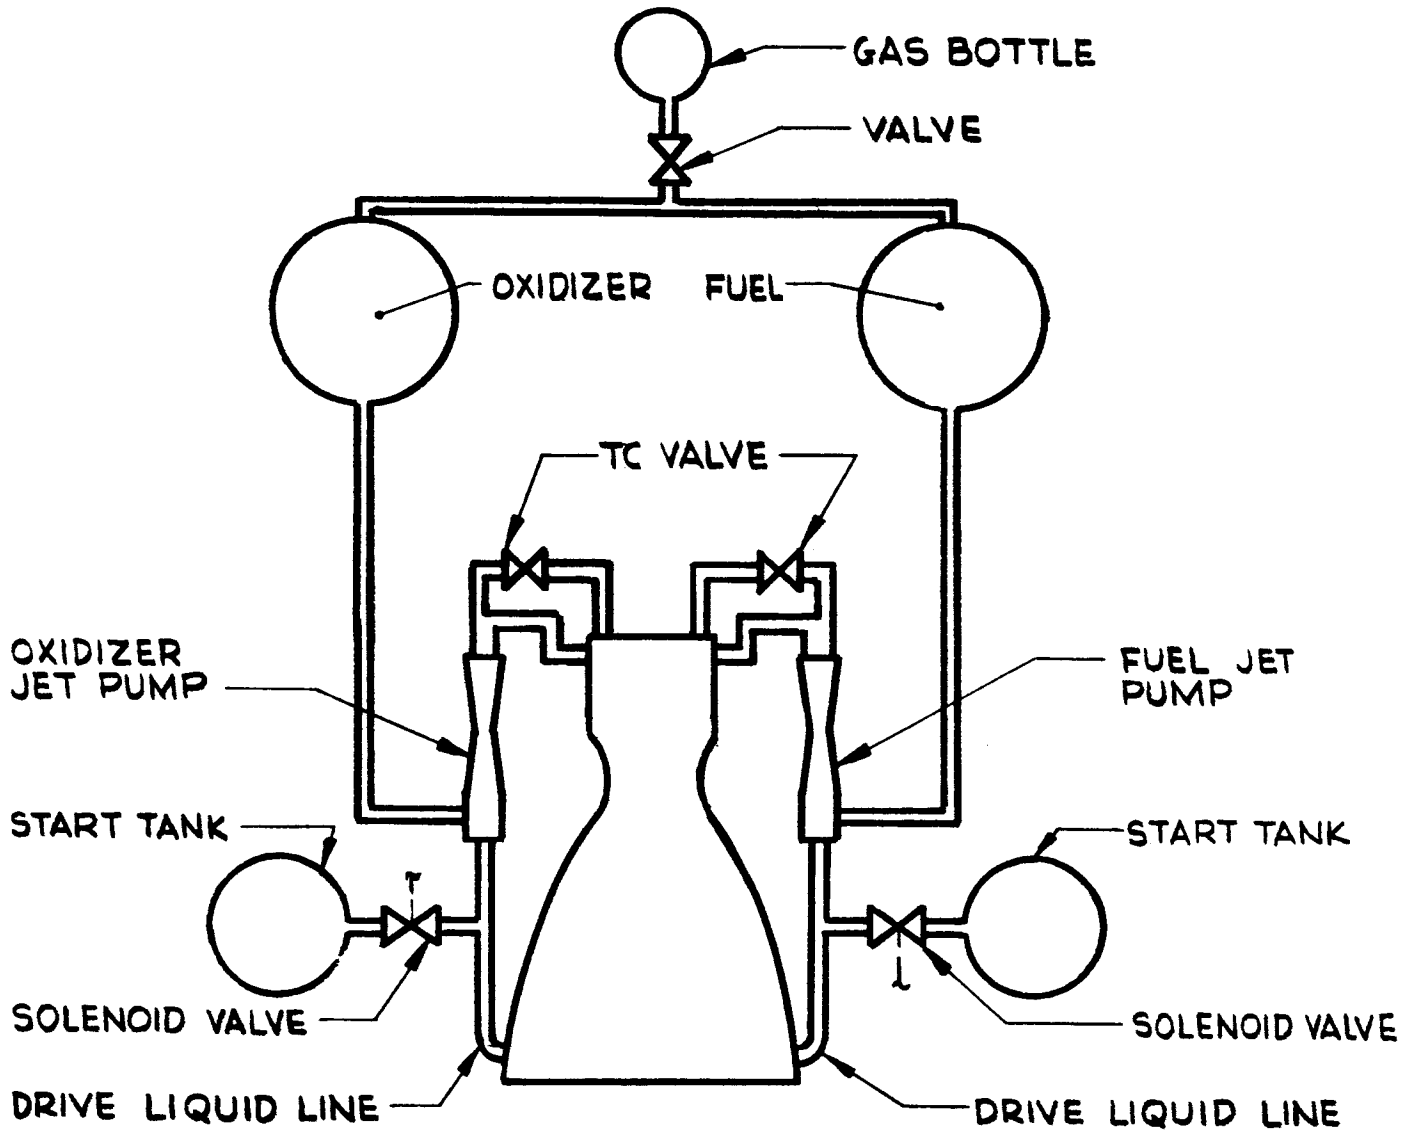 GAS BOTTLE
VALVE
OXIDIZER
FUEL
TC VALVE
OXIDIZER
JET PUMP
FUEL JET
PUMP
START TANK
START TANK
SOLENOID VALVE
SOLENOID VALVE
DRIVE LIQUID LINE
DRIVE LIQUID LINE